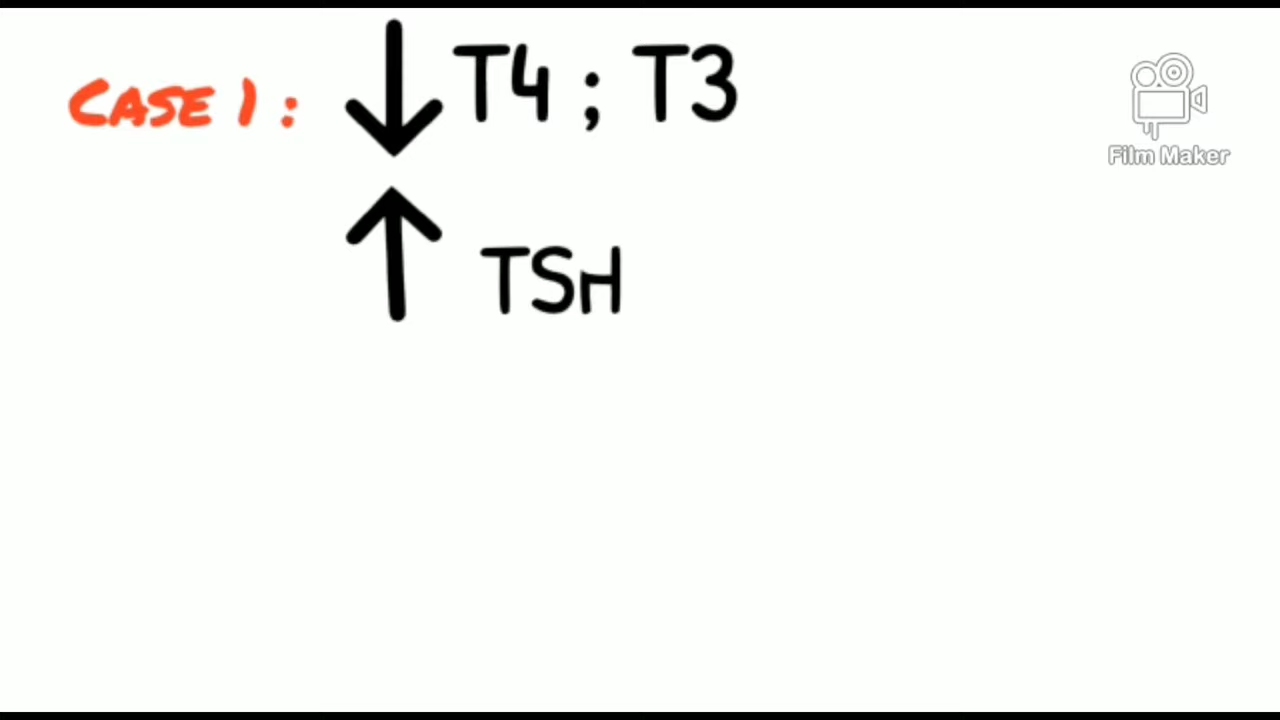 CASE 1 : ↓ T4 ; T3
Film Maker
↑ TSH